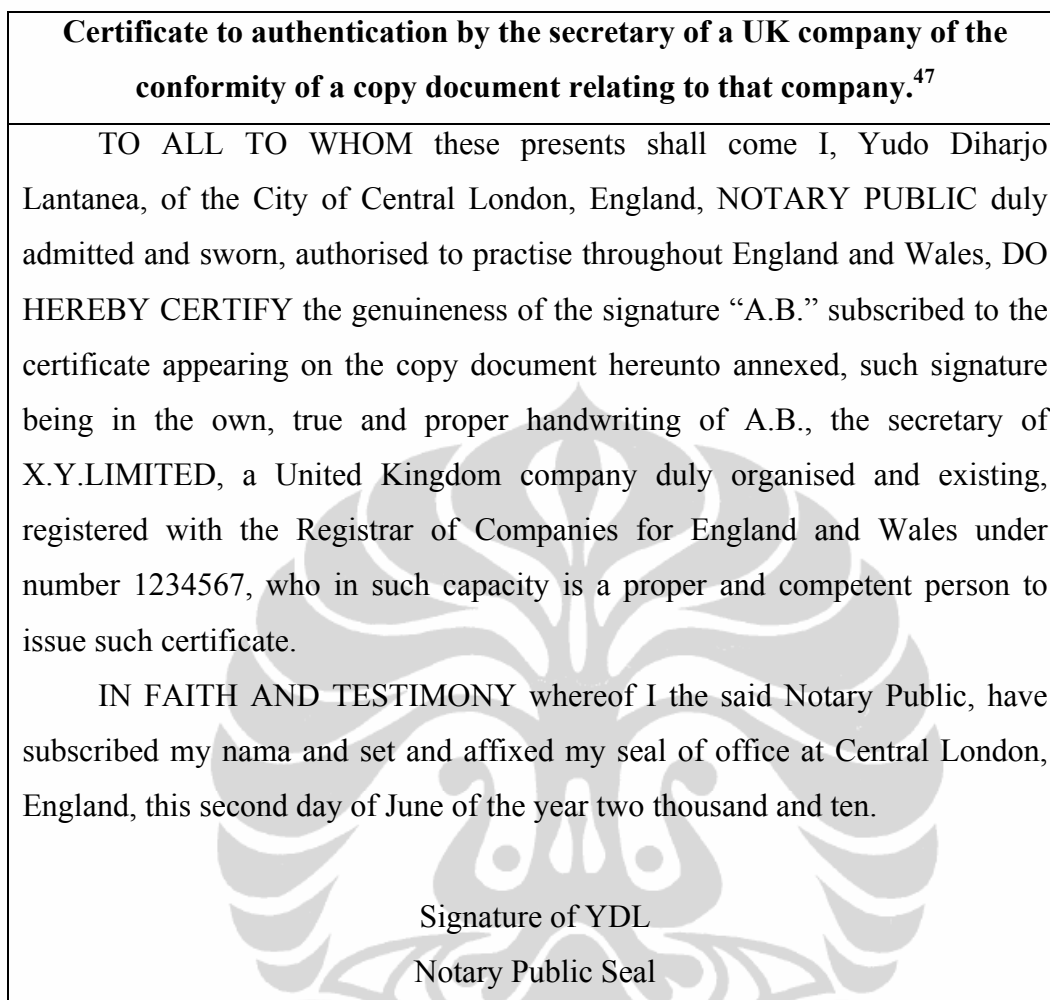 Certificate to authentication by the secretary of a UK company of the
conformity of a copy document relating to that company.47
TO ALL TO WHOM these presents shall come I, Yudo Diharjo
Lantanea, of the City of Central London, England, NOTARY PUBLIC duly
admitted and sworn, authorised to practise throughout England and Wales, DO
HEREBY CERTIFY the genuineness of the signature “A.B.” subscribed to the
certificate appearing on the copy document hereunto annexed, such signature
being in the own, true and proper handwriting of A.B., the secretary of
X.Y.LIMITED, a United Kingdom company duly organised and existing,
registered with the Registrar of Companies for England and Wales under
number 1234567, who in such capacity is a proper and competent person to
issue such certificate.
IN FAITH AND TESTIMONY whereof I the said Notary Public, have
subscribed my nama and set and affixed my seal of office at Central London,
England, this second day of June of the year two thousand and ten.
Signature of YDL
Notary Public Seal